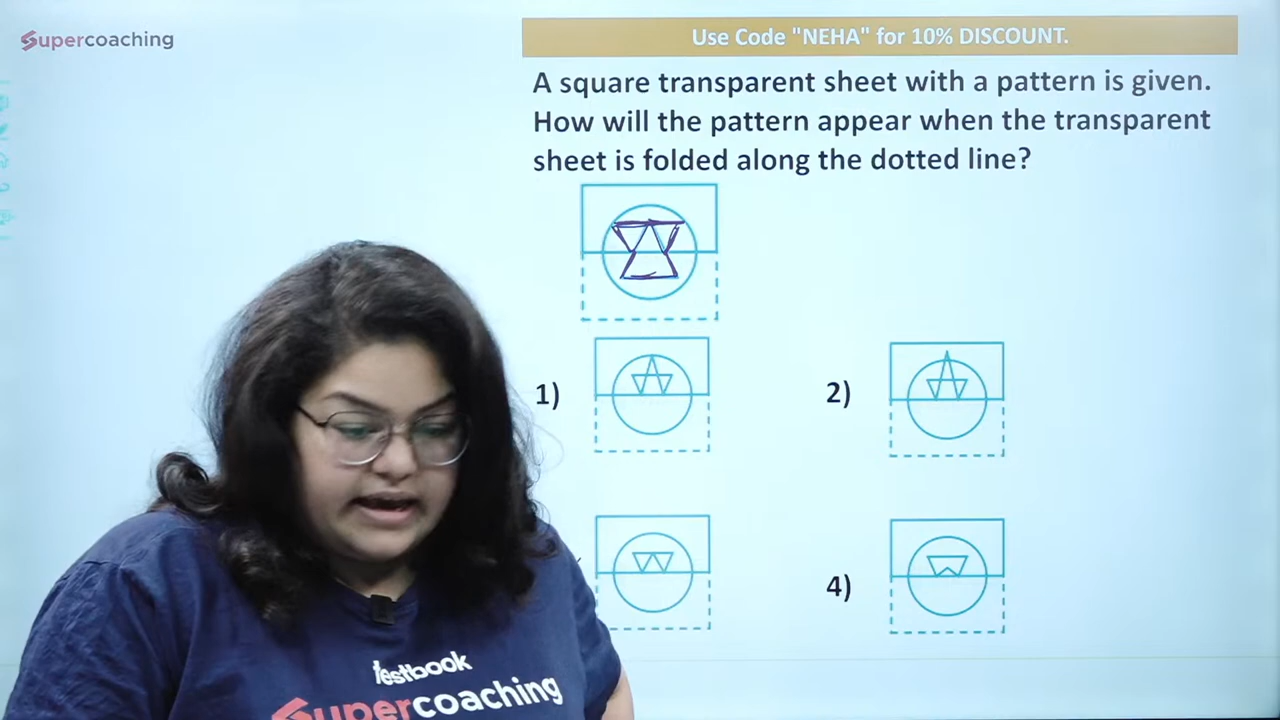 Supercoaching
Use Code "NEHA" for 10% DISCOUNT.
A square transparent sheet with a pattern is given.
How will the pattern appear when the transparent
sheet is folded along the dotted line?
1)
2)
4)
Testbook
Supercoaching